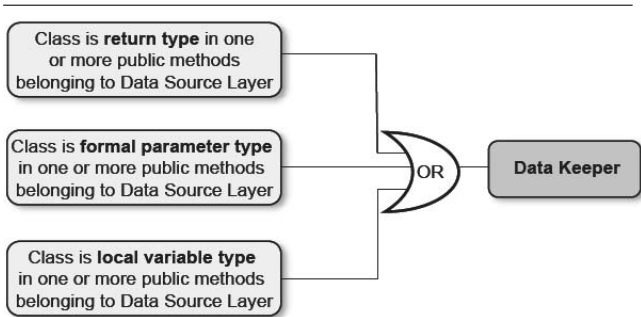 Class is return type in one
or more public methods
belonging to Data Source Layer
Class is formal parameter type
in one or more public methods
belonging to Data Source Layer
OR
Data Keeper
Class is local variable type
in one or more public methods
belonging to Data Source Layer